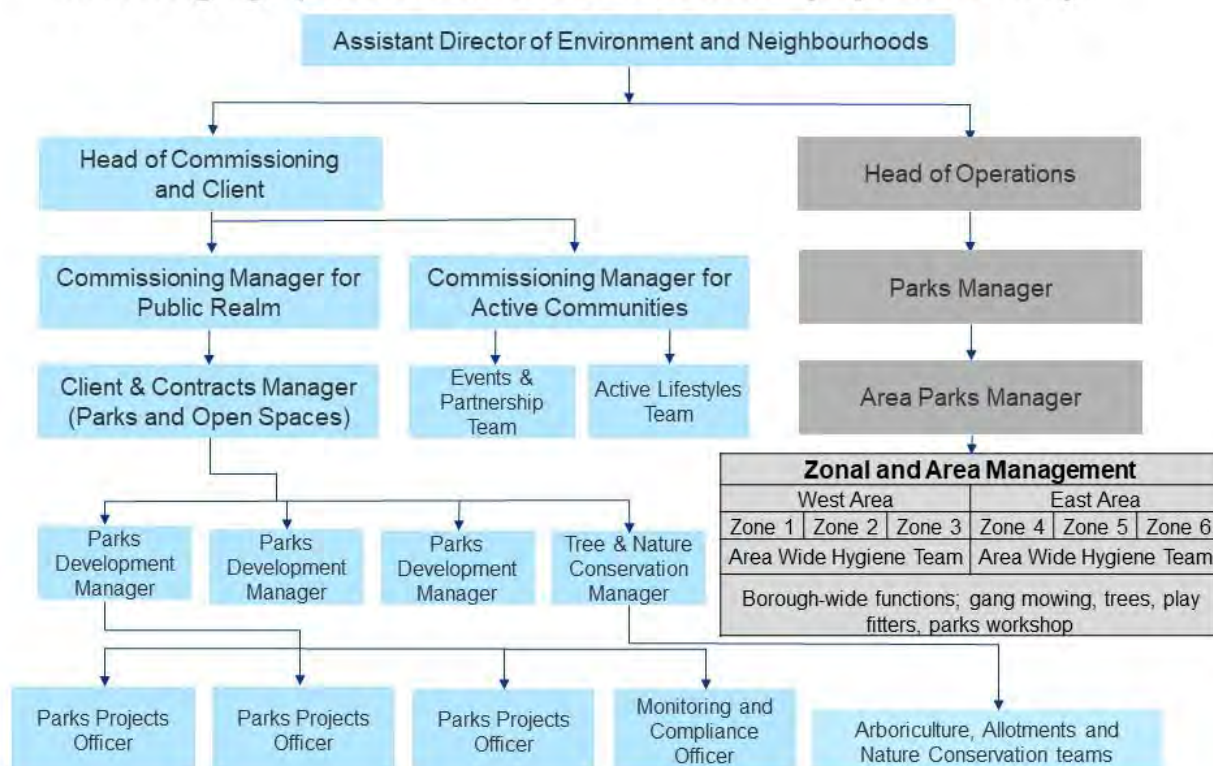 Assistant Director of Environment and Neighbourhoods
Head of Commissioning
and Client
Head of Operations
Commissioning Manager for
Public Realm
Commissioning Manager for
Active Communities
Parks Manager
Client & Contracts Manager
(Parks and Open Spaces)
Events &
Partnership
Team
Active Lifestyles
Team
Area Parks Manager
Zonal and Area Management
West Area
East Area
Zone 1
Zone 2
Zone 3
Zone 4
Zone 5
Zone 6
Area Wide Hygiene Team
Area Wide Hygiene Team
Borough-wide functions; gang mowing, trees, play
fitters, parks workshop
Parks
Development
Manager
Parks
Development
Manager
Parks
Development
Manager
Tree & Nature
Conservation
Manager
Parks Projects
Officer
Parks Projects
Officer
Parks Projects
Officer
Monitoring and
Compliance
Officer
Arboriculture, Allotments and
Nature Conservation teams